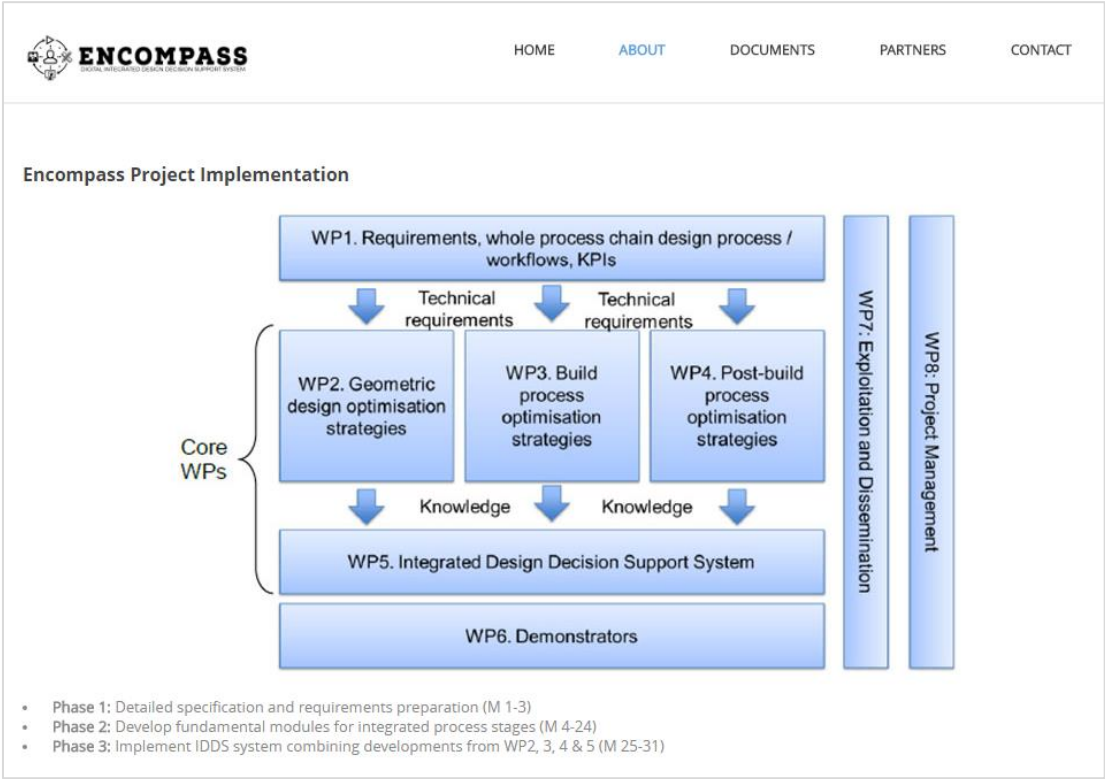 ENCOMPASS
DIGITAL INTEGRATED DESIGN DECISION SUPPORT SYSTEM
HOME ABOUT DOCUMENTS PARTNERS CONTACT
Encompass Project Implementation
WP1. Requirements, whole process chain design process /
workflows, KPIs
Technical
requirements
Technical
requirements
Core
WPs
WP2. Geometric
design optimisation
strategies
WP3. Build
process
optimisation
strategies
WP4. Post-build
process
optimisation
strategies
Knowledge
Knowledge
WP5. Integrated Design Decision Support System
WP6. Demonstrators
WP7: Exploitation and Dissemination
WP8: Project Management
• Phase 1: Detailed specification and requirements preparation (M 1-3)
• Phase 2: Develop fundamental modules for integrated process stages (M 4-24)
• Phase 3: Implement IDDS system combining developments from WP2, 3, 4 & 5 (M 25-31)